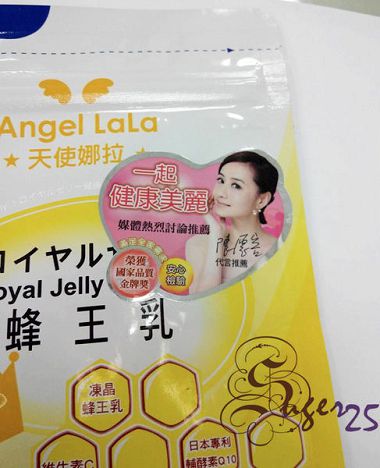 Angel LaLa
★ 天使娜拉 ★
一起
健康美麗
媒體熱烈討論推薦
代言推薦
榮獲
國家品質
金牌獎
安心
檢驗
ロイヤル
oyal Jelly
蜂王乳
凍晶
蜂王乳
維生素C
日本專利
輔酵素Q10
Suger25